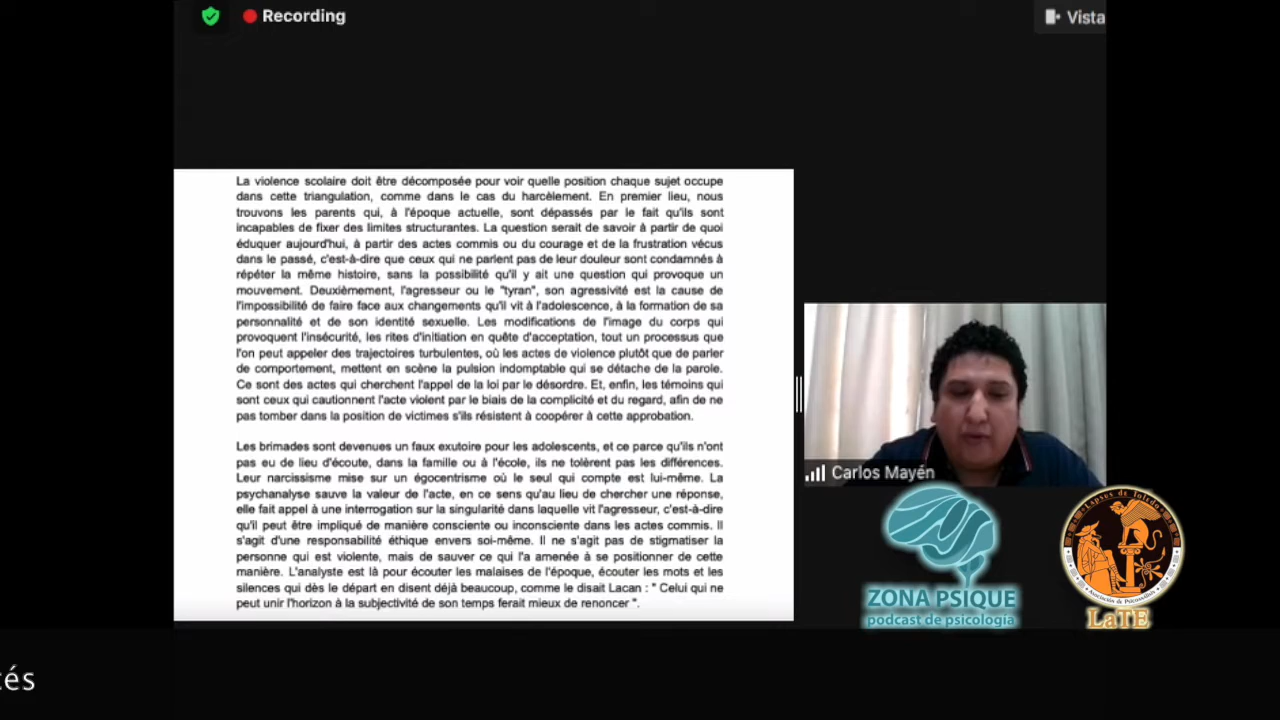 Recording
Vista
La violence scolaire doit être décomposée pour voir quelle position chaque sujet occupe
dans cette triangulation, comme dans le cas du harcèlement. En premier lieu, nous
trouvons les parents qui, à l'époque actuelle, sont dépassés par le fait qu'ils sont
incapables de fixer des limites structurantes. La question serait de savoir à partir de quoi
éduquer aujourd'hui, à partir des actes commis ou du courage et de la frustration vécus
dans le passé, c'est-à-dire que ceux qui ne parlent pas de leur douleur sont condamnés à
répéter la même histoire, sans la possibilité qu'il y ait une question qui provoque un
mouvement. Deuxièmement, l'agresseur ou le "tyran", son agressivité est la cause de
l'impossibilité de faire face aux changements qu'il vit à l'adolescence, à la formation de sa
personnalité et de son identité sexuelle. Les modifications de l'image du corps qui
provoquent l'insécurité, les rites d'initiation en quête d'acceptation, tout un processus que
l'on peut appeler des trajectoires turbulentes, où les actes de violence plutôt que de parler
de comportement, mettent en scène la pulsion indomptable qui se détache de la parole.
Ce sont des actes qui cherchent l'appel de la loi par le désordre. Et, enfin, les témoins qui
sont ceux qui cautionnent l'acte violent par le biais de la complicité et du regard, afin de ne
pas tomber dans la position de victimes s'ils résistent à coopérer à cette approbation.
Les brimades sont devenues un faux exutoire pour les adolescents, et ce parce qu'ils n'ont
pas eu de lieu d'écoute, dans la famille ou à l'école, ils ne tolèrent pas les différences.
Leur narcissisme mise sur un égocentrisme où le seul qui compte est lui-même. La
psychanalyse sauve la valeur de l'acte, en ce sens qu'au lieu de chercher une réponse,
elle fait appel à une interrogation sur la singularité dans laquelle vit l'agresseur, c'est-à-dire
qu'il peut être impliqué de manière consciente ou inconsciente dans les actes commis. Il
s'agit d'une responsabilité éthique envers soi-même. Il ne s'agit pas de stigmatiser la
personne qui est violente, mais de sauver ce qui l'a amenée à se positionner de cette
manière. L'analyste est là pour écouter les malaises de l'époque, écouter les mots et les
silences qui dès le départ en disent déjà beaucoup, comme le disait Lacan : " Celui qui ne
peut unir l'horizon à la subjectivité de son temps ferait mieux de renoncer ".
Carlos Mayén
ZONA PSIQUE
podcast de psicología
Lapsus de Toledo
Asociación de Psicoanálisis
LaTE
tés